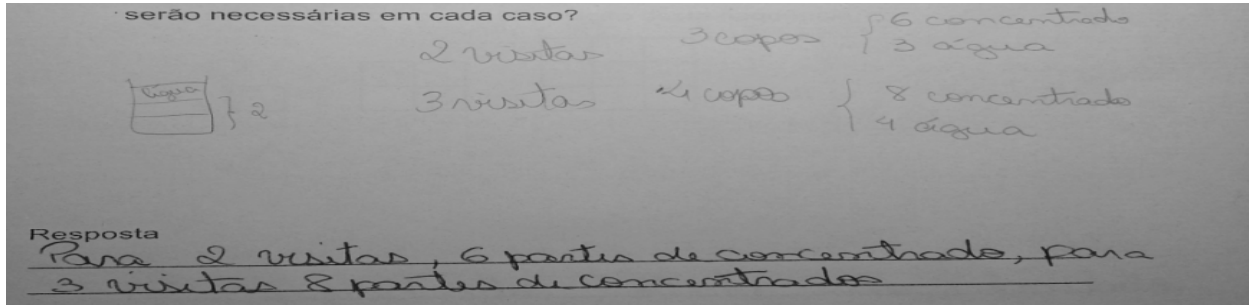 serão necessárias em cada caso?
2 visitas 3 copos { 6 concentrado
3 água
água } 2
3 visitas 4 copos { 8 concentrado
4 água
Resposta
Para 2 visitas, 6 partes de concentrado, para
3 visitas 8 partes de concentrados